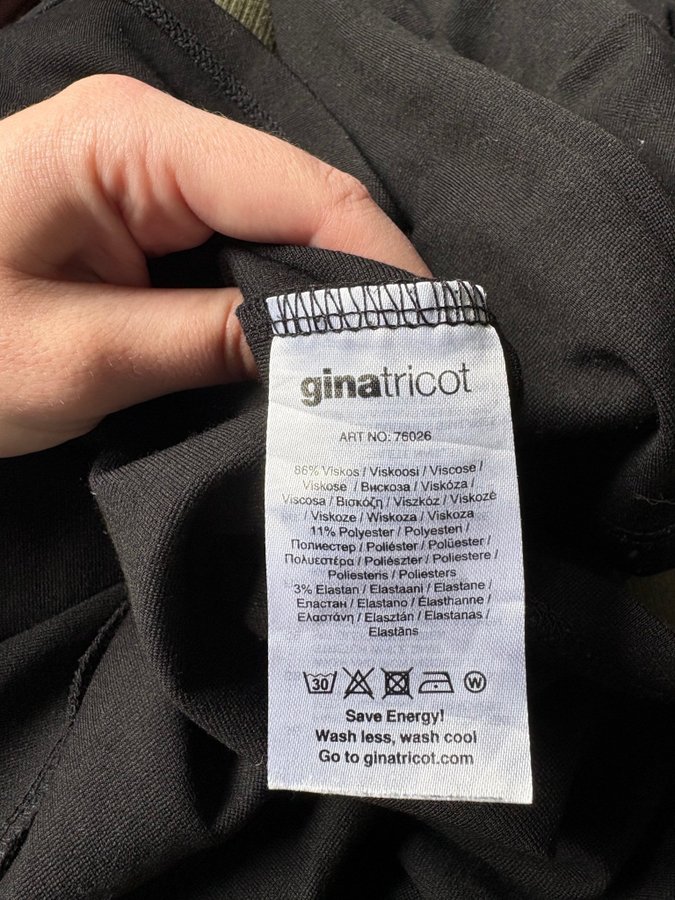 ginatricot
ART NO: 76026
86% Viskos / Viskoosi / Viscose /
Viskose / Вискоза / Viskóza /
Viscosa / Βισκόζη / Viszkóz / Viskozė
/ Viskoze / Wiskoza / Viskoza
11% Polyester / Polyesteri /
Полиестер / Poliéster / Polüester /
Πολυεστέρα / Poliészter / Poliestere /
Poliesteris / Poliesters
3% Elastan / Elastaani / Elastane /
Еластан / Elastano / Élasthanne /
Ελαστάνη / Elasztán / Elastanas /
Elastāns
30 W
Save Energy!
Wash less, wash cool
Go to ginatricot.com